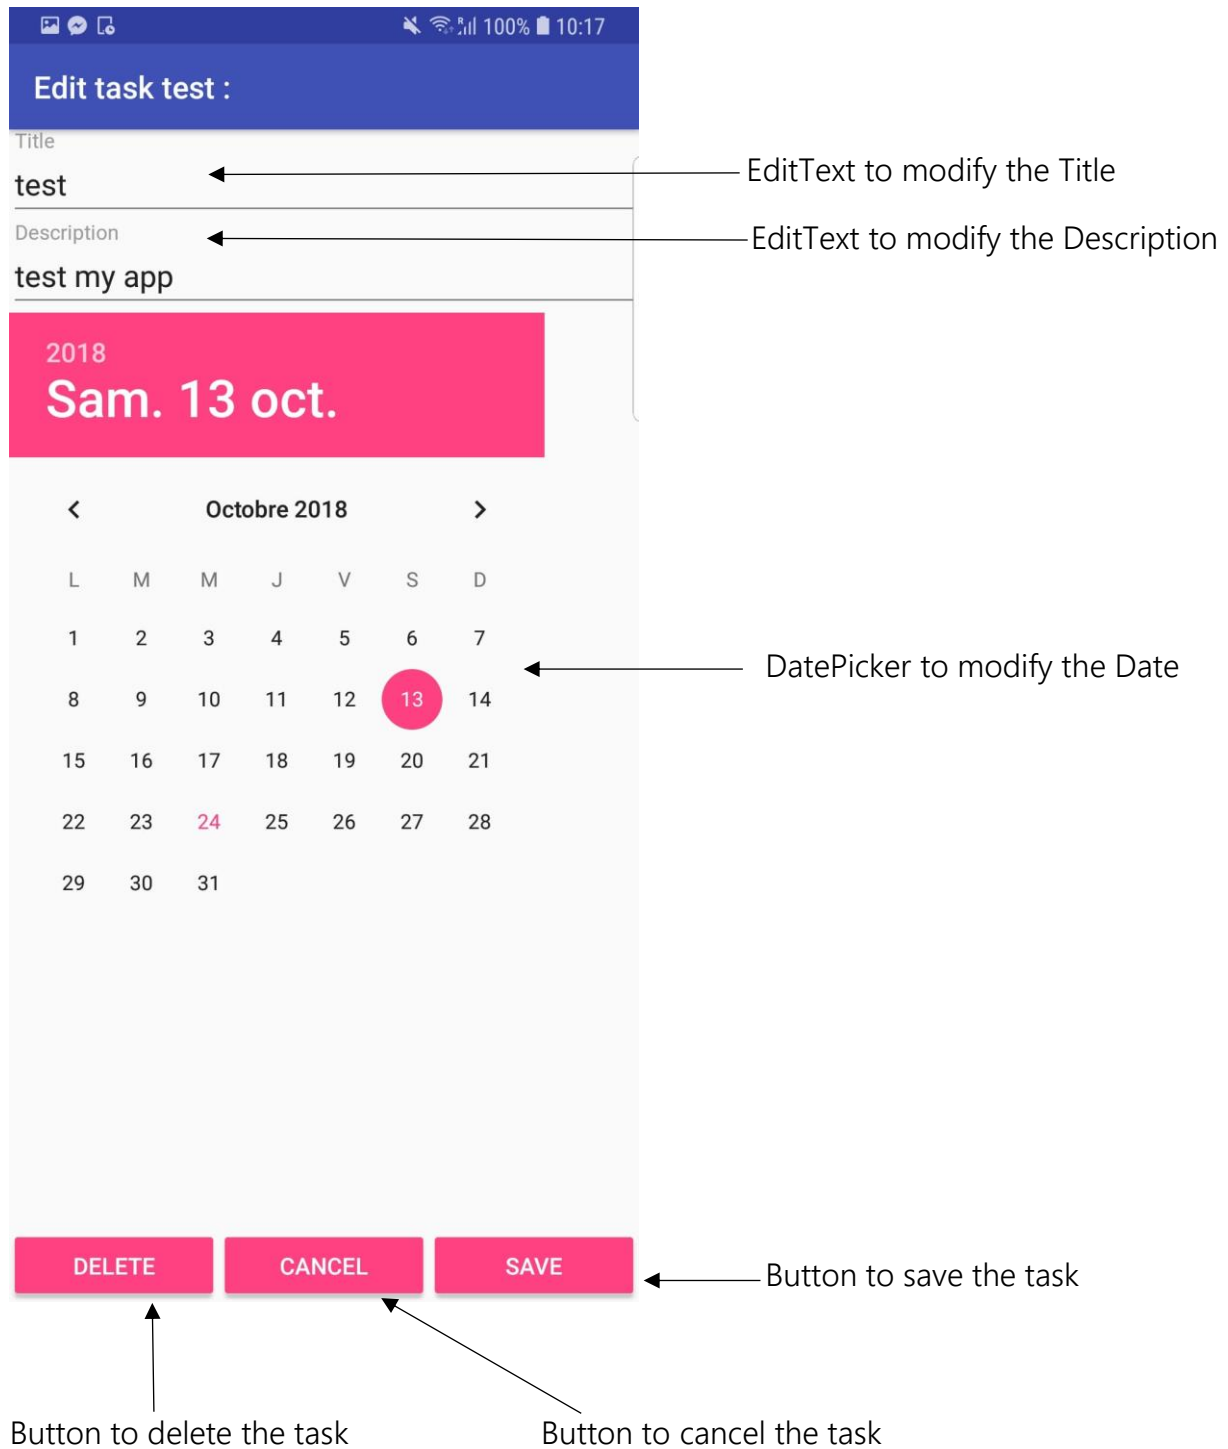 100% 10:17
Edit task test :
Title
test
EditText to modify the Title
Description
EditText to modify the Description
test my app
2018
Sam. 13 oct.
Octobre 2018
L M M J V S D
1 2 3 4 5 6 7
DatePicker to modify the Date
8 9 10 11 12 13 14
15 16 17 18 19 20 21
22 23 24 25 26 27 28
29 30 31
DELETE CANCEL SAVE
Button to save the task
Button to delete the task
Button to cancel the task